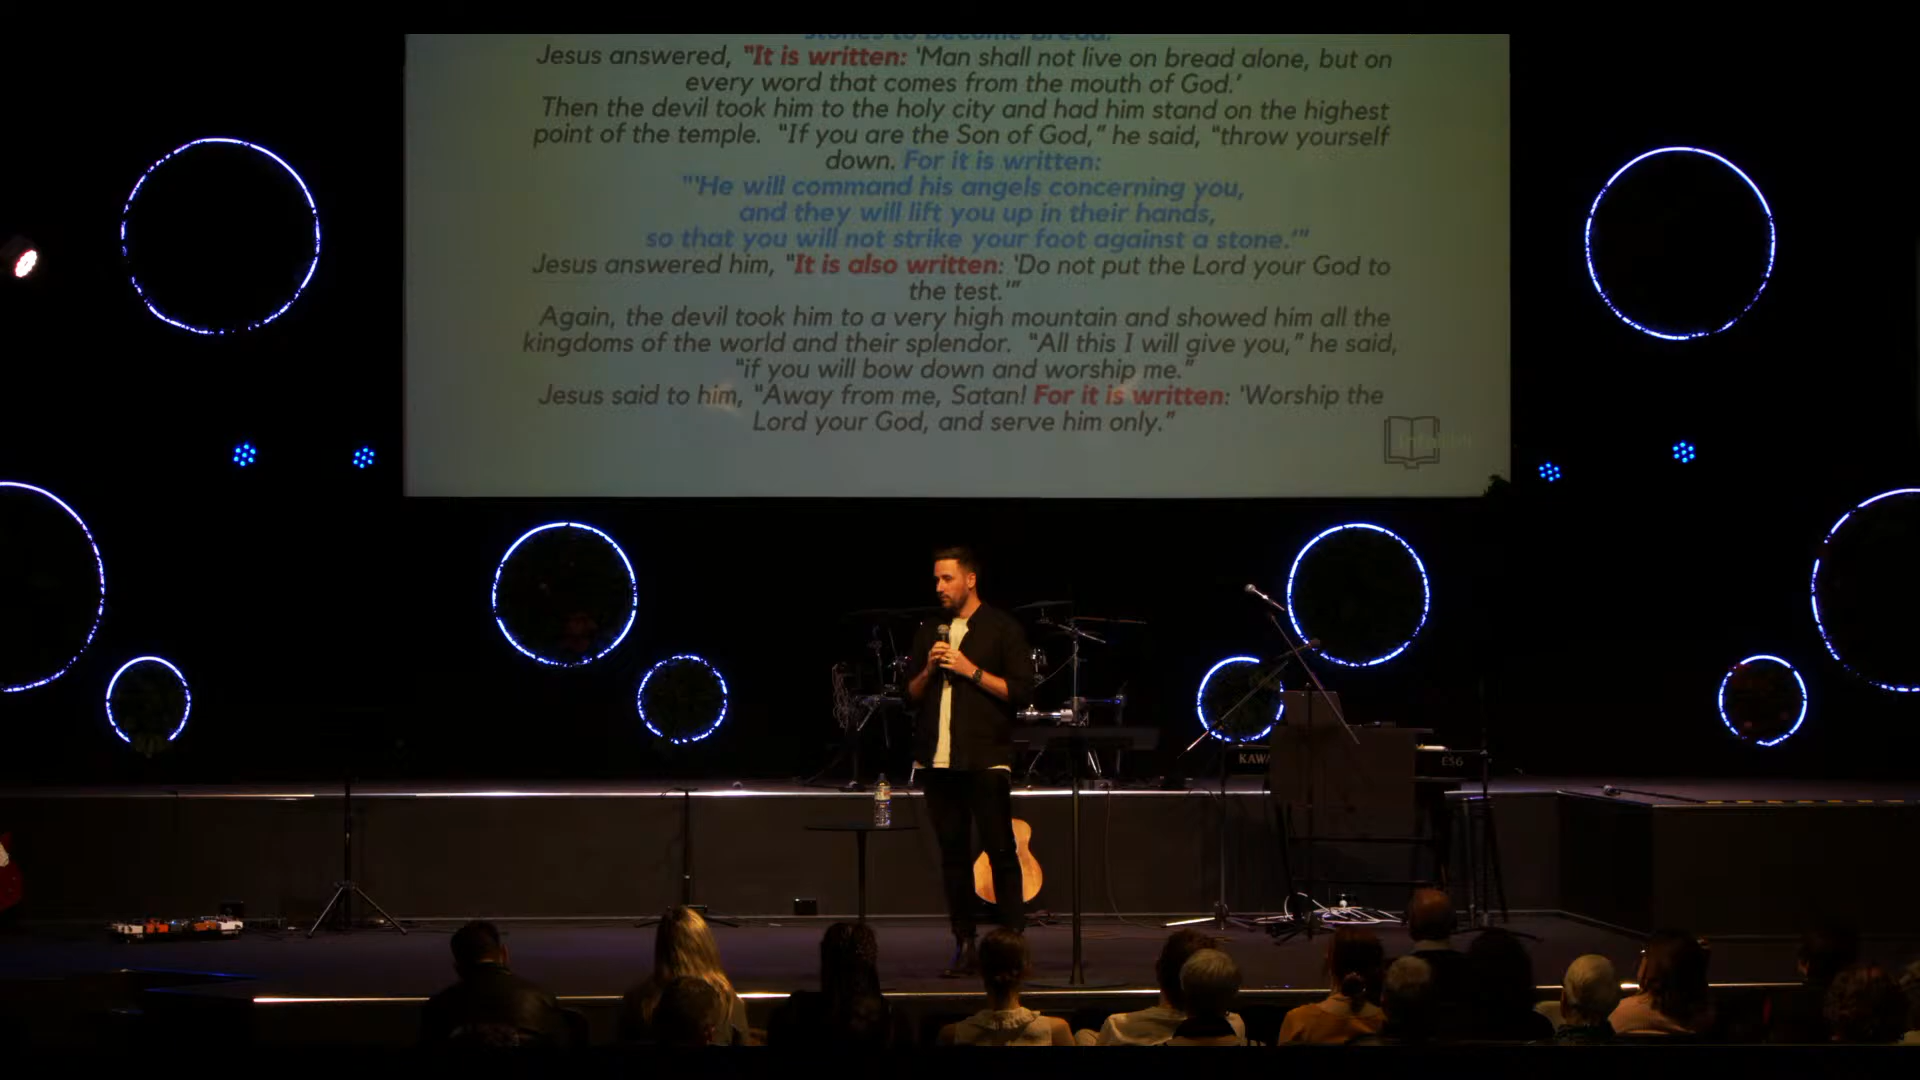 stones to become bread."
Jesus answered, "It is written: 'Man shall not live on bread alone, but on
every word that comes from the mouth of God.'
Then the devil took him to the holy city and had him stand on the highest
point of the temple. "If you are the Son of God," he said, "throw yourself
down. For it is written:
"'He will command his angels concerning you,
and they will lift you up in their hands,
so that you will not strike your foot against a stone.'"
Jesus answered him, "It is also written: 'Do not put the Lord your God to
the test.'"
Again, the devil took him to a very high mountain and showed him all the
kingdoms of the world and their splendor. "All this I will give you," he said,
"if you will bow down and worship me."
Jesus said to him, "Away from me, Satan! For it is written: 'Worship the
Lord your God, and serve him only."
ES6